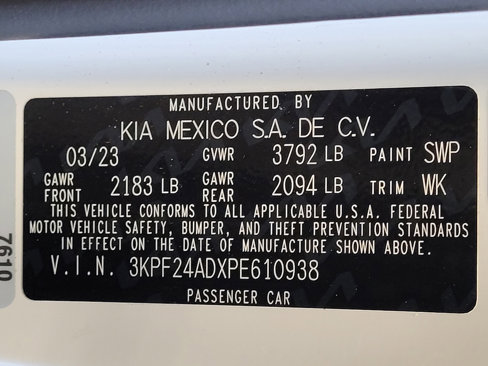 MANUFACTURED BY
KIA MEXICO S.A. DE C.V.
03/23 GVWR 3792 LB PAINT SWP
GAWR FRONT 2183 LB GAWR REAR 2094 LB TRIM WK
THIS VEHICLE CONFORMS TO ALL APPLICABLE U.S.A. FEDERAL
MOTOR VEHICLE SAFETY, BUMPER, AND THEFT PREVENTION STANDARDS
IN EFFECT ON THE DATE OF MANUFACTURE SHOWN ABOVE.
V.I.N. 3KPF24ADXPE610938
PASSENGER CAR
7610